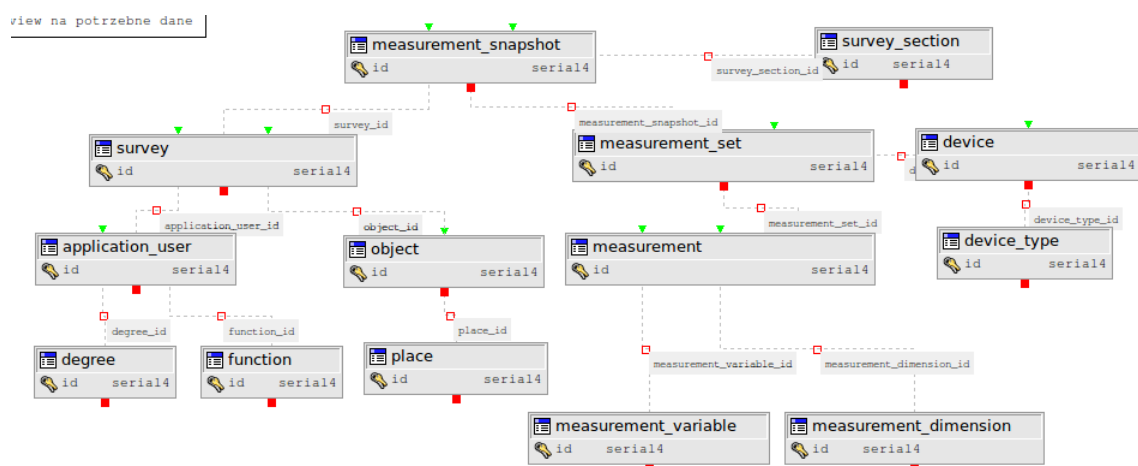 view na potrzebne dane
measurement_snapshot
id serial4
survey_section
id serial4
survey_section_id
survey_id
measurement_snapshot_id
survey
id serial4
measurement_set
id serial4
device
id serial4
application_user_id
object_id
measurement_set_id
device_type_id
application_user
id serial4
object
id serial4
measurement
id serial4
device_type
id serial4
degree_id
function_id
place_id
degree
id serial4
function
id serial4
place
id serial4
measurement_variable_id
measurement_dimension_id
measurement_variable
id serial4
measurement_dimension
id serial4